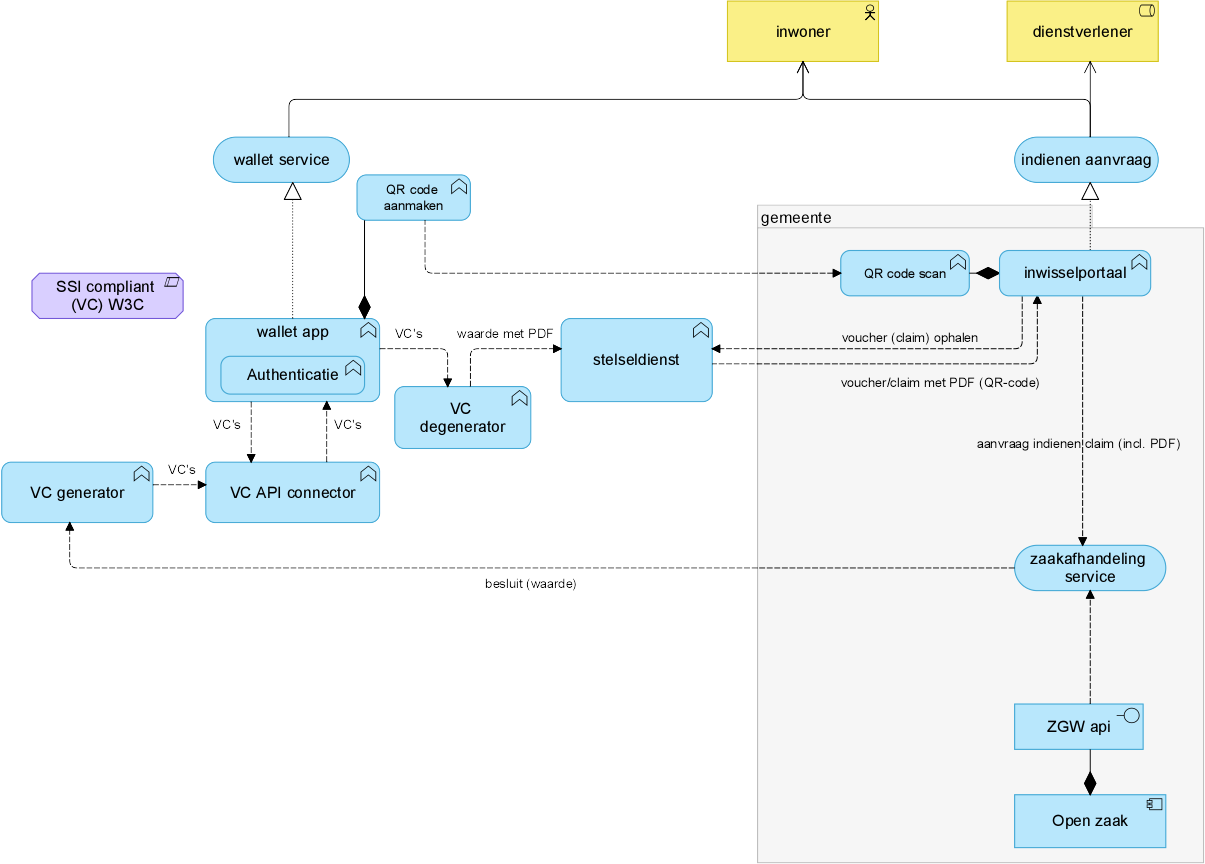 inwoner
dienstverlener
wallet service
indienen aanvraag
QR code
aanmaken
gemeente
QR code scan
inwisselportaal
SSI compliant
(VC) W3C
wallet app
Authenticatie
VC's
waarde met PDF
stelseldienst
voucher (claim) ophalen
voucher/claim met PDF (QR-code)
VC
degenerator
VC's
VC's
aanvraag indienen claim (incl. PDF)
VC generator
VC's
VC API connector
zaakafhandeling
service
besluit (waarde)
ZGW api
Open zaak